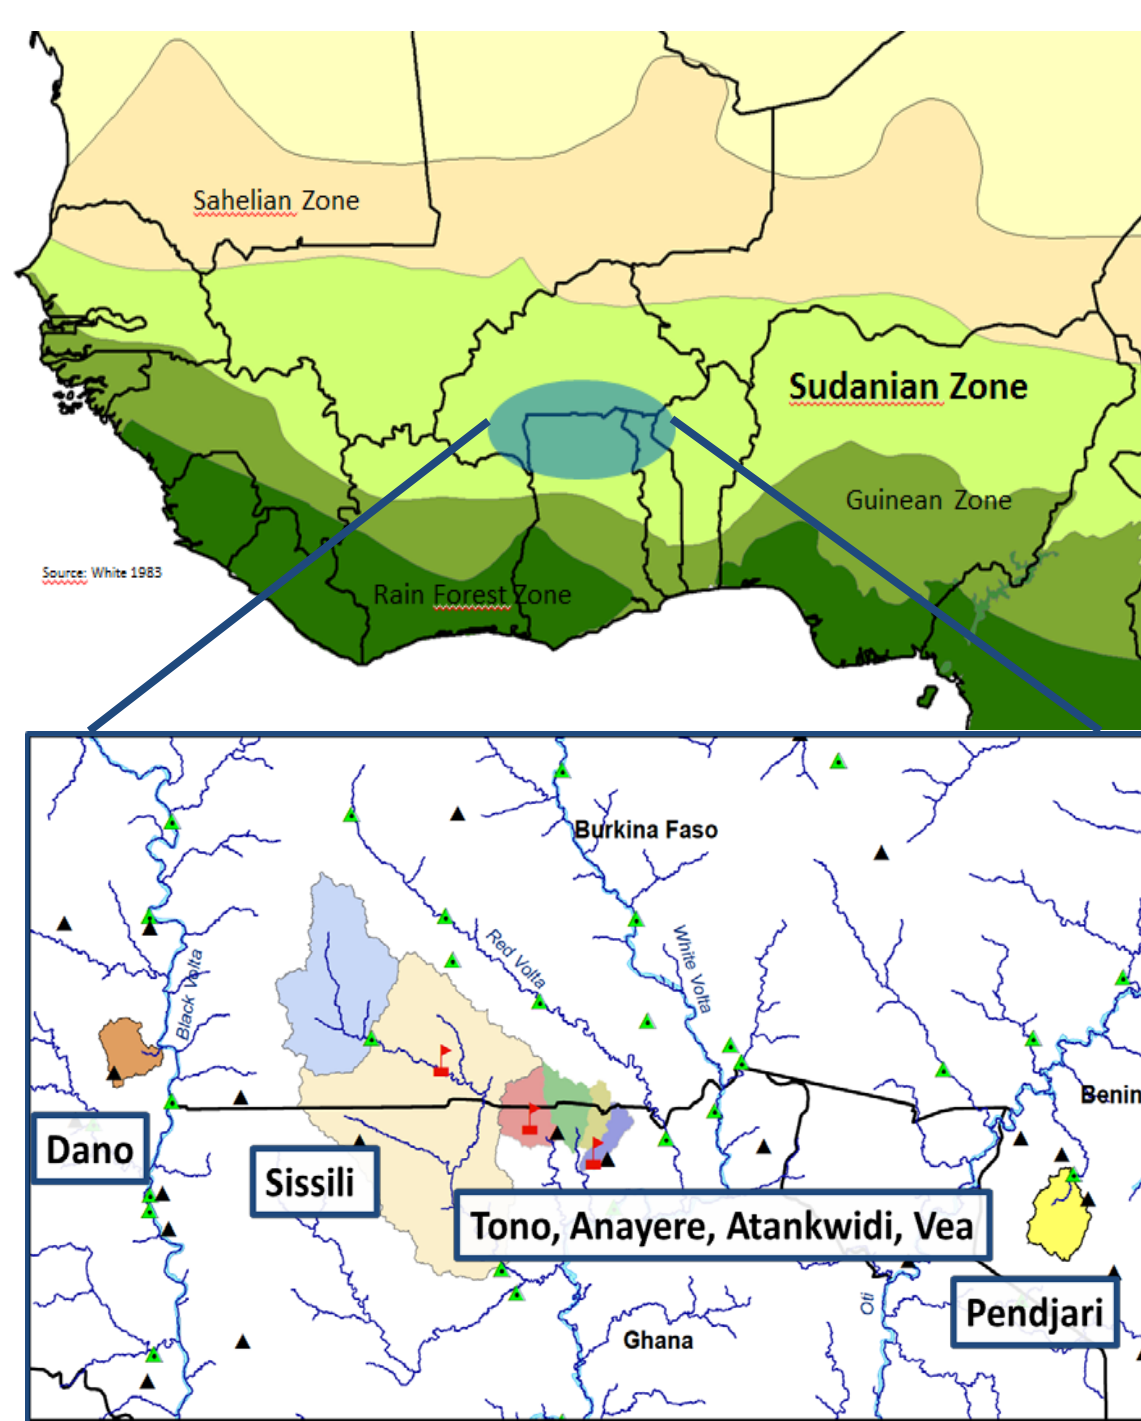 Sahelian Zone
Sudanian Zone
Guinean Zone
Source: White 1983
Rain Forest Zone
Burkina Faso
Red Volta
White Volta
Black Volta
Benin
Dano
Sissili
Tono, Anayere, Atankwidi, Vea
Pendjari
Oti
Ghana